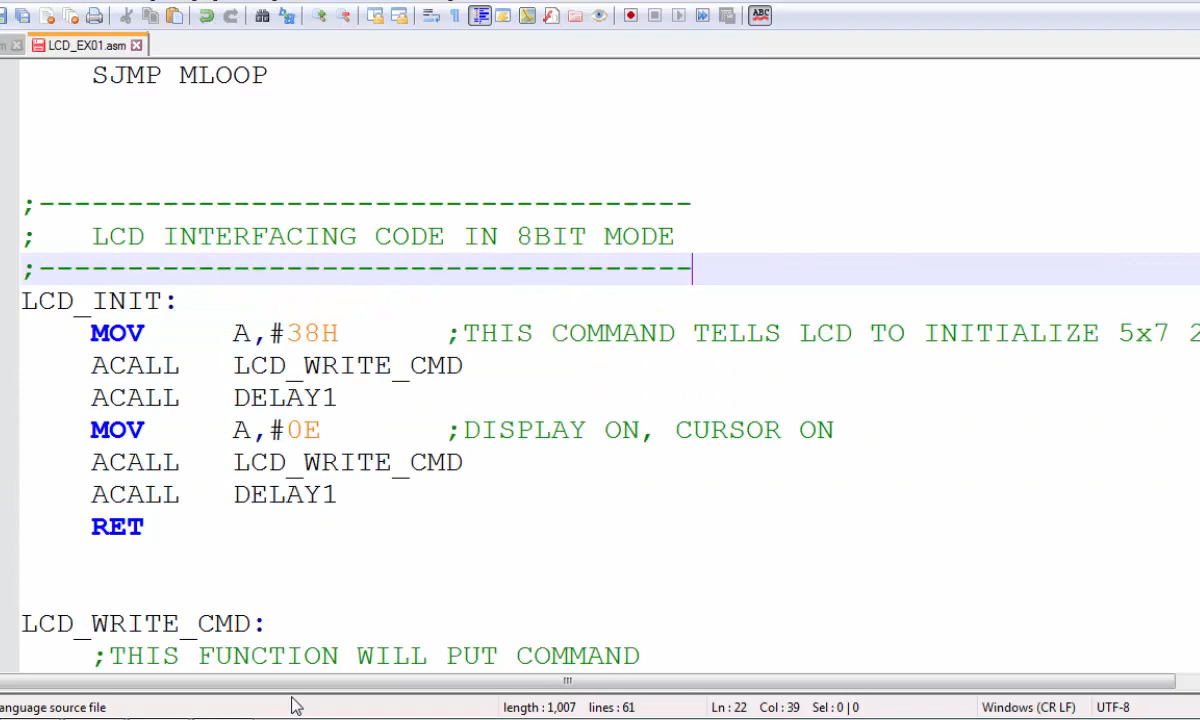 ABC
LCD_EX01.asm
SJMP MLOOP
;-------------------------------------
; LCD INTERFACING CODE IN 8BIT MODE
;-------------------------------------
LCD_INIT:
MOV A,#38H ;THIS COMMAND TELLS LCD TO INITIALIZE 5x7 2
ACALL LCD_WRITE_CMD
ACALL DELAY1
MOV A,#0E ;DISPLAY ON, CURSOR ON
ACALL LCD_WRITE_CMD
ACALL DELAY1
RET
LCD_WRITE_CMD:
;THIS FUNCTION WILL PUT COMMAND
anguage source file length : 1,007 lines : 61 Ln : 22 Col : 39 Sel : 0 | 0 Windows (CR LF) UTF-8